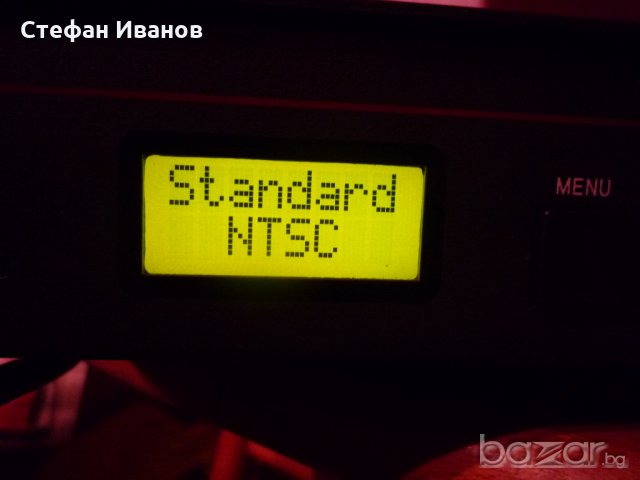 Стефан Иванов
Standard
NTSC
MENU
bazar.bg